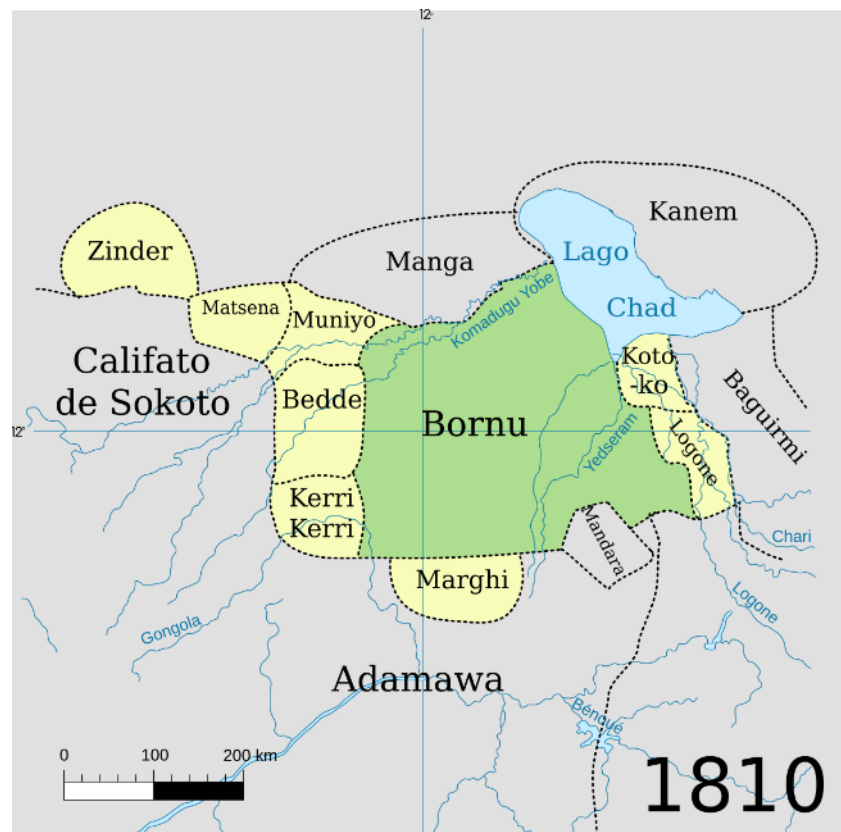 12°
Kanem
Zinder
Manga
Lago
Chad
Matsena
Muniyo
Komadugu Yobe
Califato
de Sokoto
Koto
-ko
Baguirmi
Bedde
Bornu
12°
Yedseram
Logone
Kerri
Kerri
Mandara
Chari
Marghi
Logone
Gongola
Adamawa
Bénoué
0 100 200 km
1810